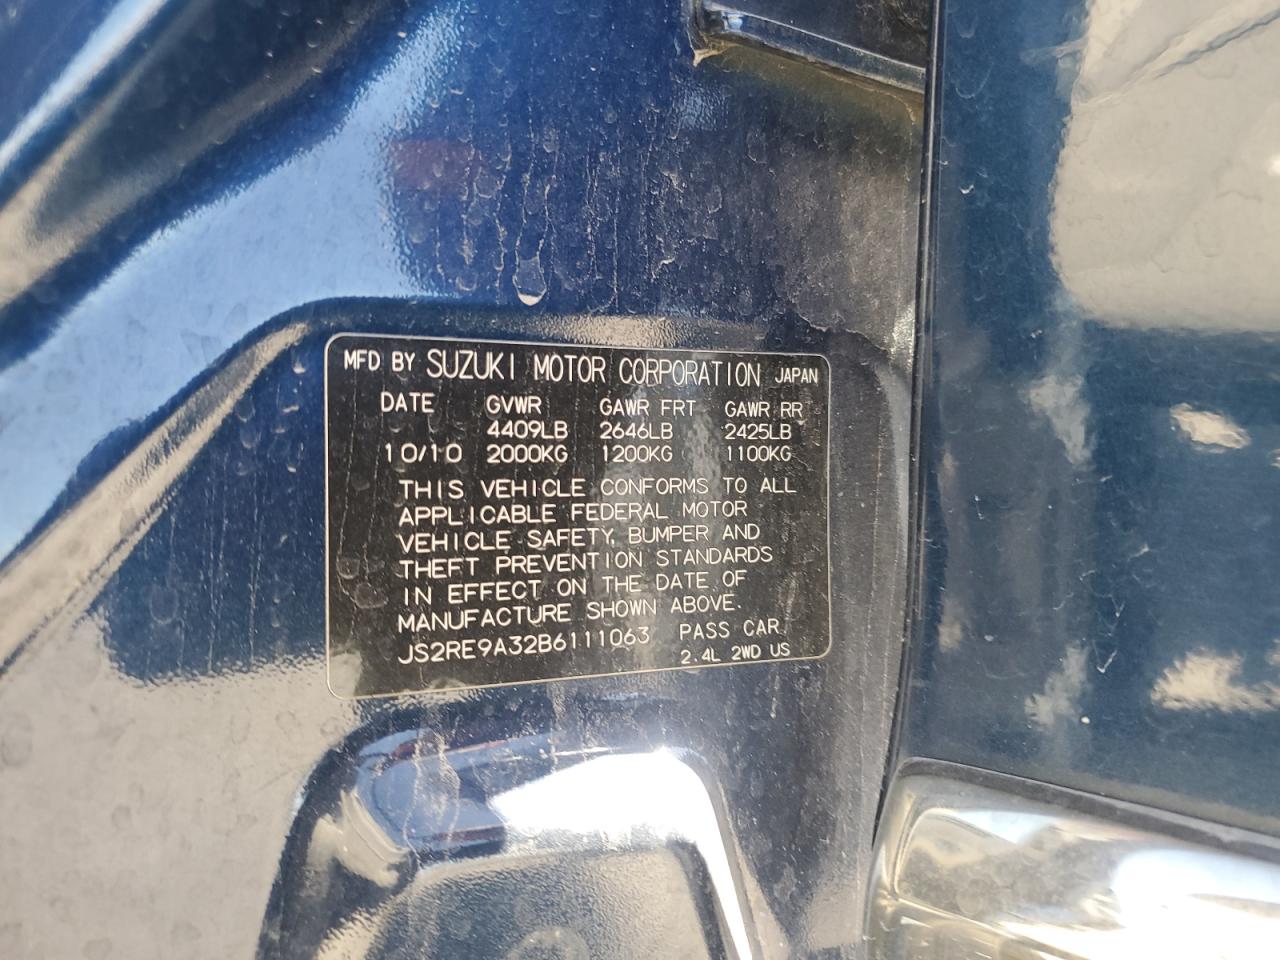 MFD BY SUZUKI MOTOR CORPORATION JAPAN
DATE GVWR GAWR FRT GAWR RR
4409LB 2646LB 2425LB
10/10 2000KG 1200KG 1100KG
THIS VEHICLE CONFORMS TO ALL
APPLICABLE FEDERAL MOTOR
VEHICLE SAFETY, BUMPER AND
THEFT PREVENTION STANDARDS
IN EFFECT ON THE DATE OF
MANUFACTURE SHOWN ABOVE.
JS2RE9A32B6111063 PASS CAR
2.4L 2WD US